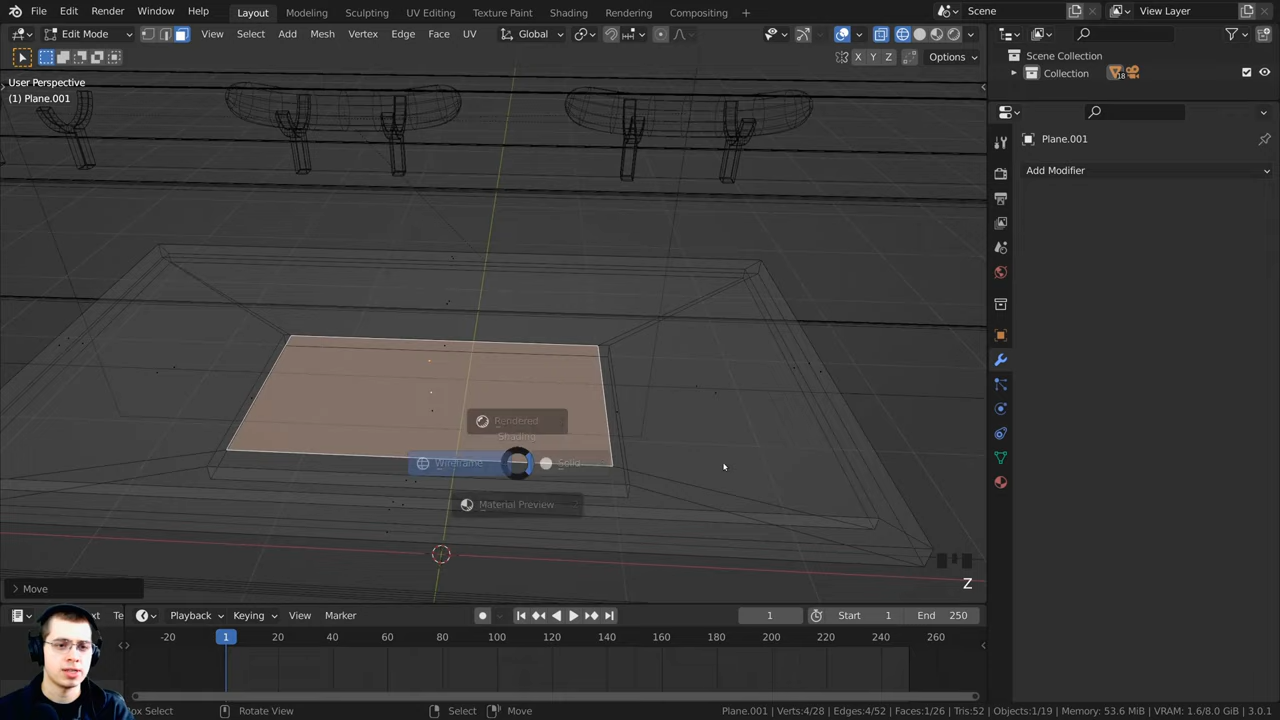 File Edit Render Window Help Layout Modeling Sculpting UV Editing Texture Paint Shading Rendering Compositing + Scene View Layer
Edit Mode View Select Add Mesh Vertex Edge Face UV Global
X Y Z Options
User Perspective
(1) Plane.001
Scene Collection
Collection 18
Plane.001
Add Modifier
Rendered
Shading
Wireframe Solid
Material Preview
Z
Move
Playback Keying View Marker 1 Start 1 End 250
-20 1 20 40 60 80 100 120 140 160 180 200 220 240 260
Box Select Rotate View Select Move Plane.001 | Verts:4/28 | Edges:4/52 | Faces:1/26 | Tris:52 | Objects:1/19 | Memory: 53.6 MiB | VRAM: 1.6/8.0 GiB | 3.0.1